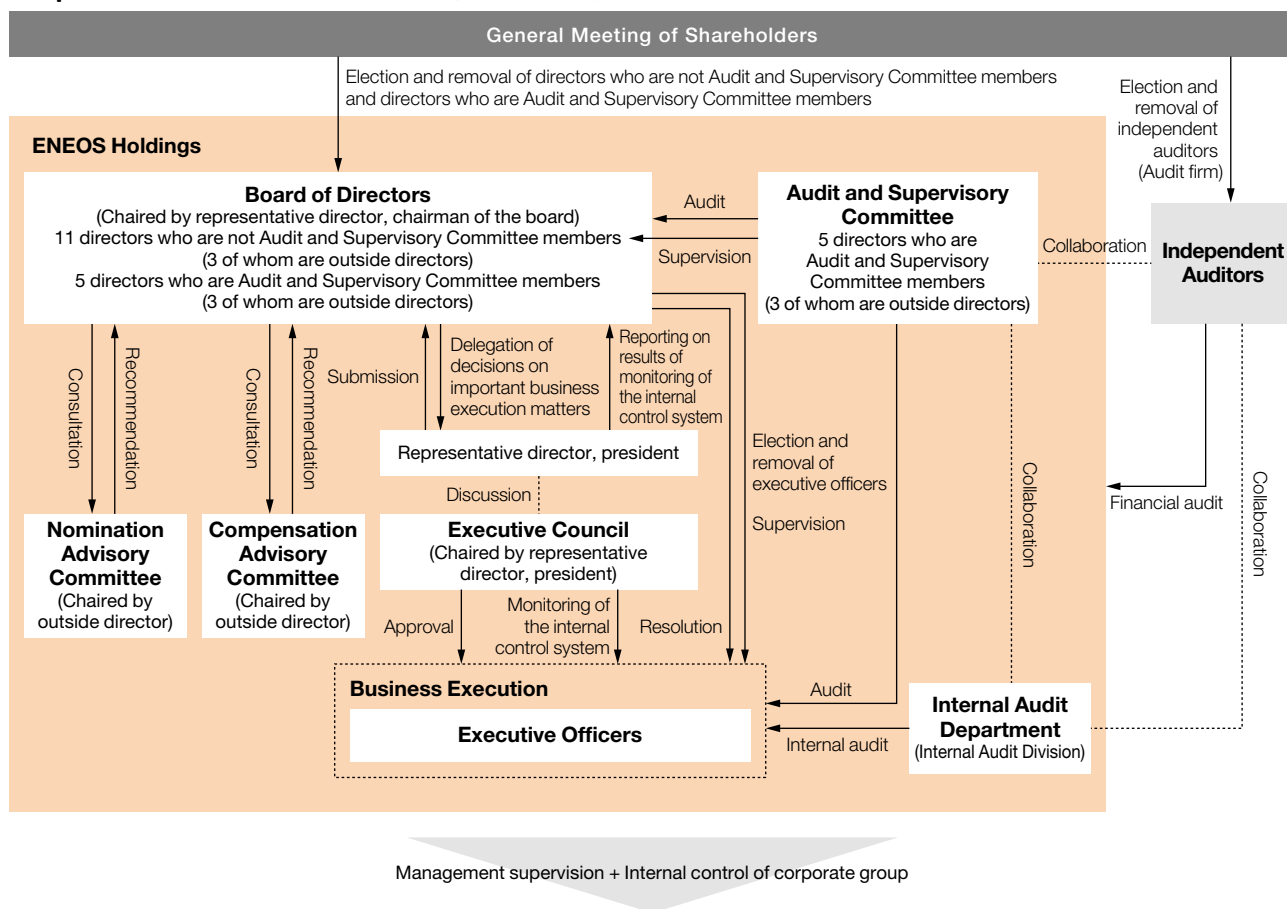 General Meeting of Shareholders
Election and removal of directors who are not Audit and Supervisory Committee members
and directors who are Audit and Supervisory Committee members
Election and
removal of
independent
auditors
(Audit firm)
ENEOS Holdings
Board of Directors
(Chaired by representative director, chairman of the board)
11 directors who are not Audit and Supervisory Committee members
(3 of whom are outside directors)
5 directors who are Audit and Supervisory Committee members
(3 of whom are outside directors)
Audit
Supervision
Audit and Supervisory
Committee
5 directors who are
Audit and Supervisory
Committee members
(3 of whom are outside directors)
Collaboration
Independent
Auditors
Consultation
Recommendation
Consultation
Recommendation
Submission
Delegation of
decisions on
important business
execution matters
Reporting on
results of
monitoring of
the internal
control system
Representative director, president
Election and
removal of
executive officers
Supervision
Collaboration
Financial audit
Collaboration
Discussion
Nomination
Advisory
Committee
(Chaired by
outside director)
Compensation
Advisory
Committee
(Chaired by
outside director)
Executive Council
(Chaired by representative
director, president)
Approval
Monitoring of
the internal
control system
Resolution
Business Execution
Executive Officers
Audit
Internal audit
Internal Audit
Department
(Internal Audit Division)
Management supervision + Internal control of corporate group